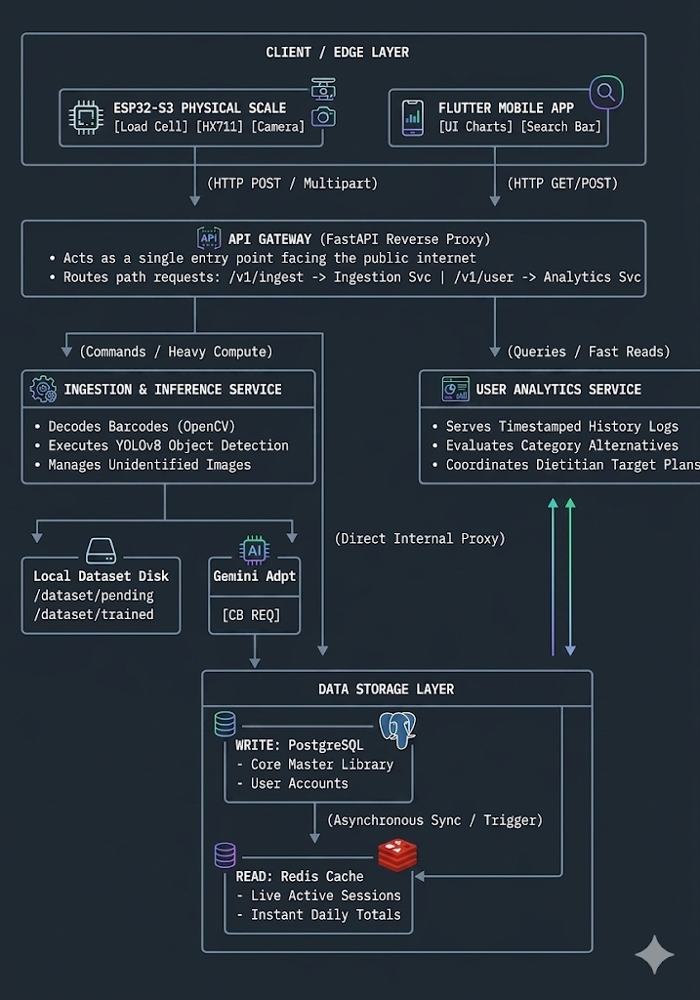 CLIENT / EDGE LAYER
ESP32-S3 PHYSICAL SCALE
[Load Cell] [HX711] [Camera]
FLUTTER MOBILE APP
[UI Charts] [Search Bar]
(HTTP POST / Multipart)
(HTTP GET/POST)
API
API GATEWAY (FastAPI Reverse Proxy)
• Acts as a single entry point facing the public internet
• Routes path requests: /v1/ingest -> Ingestion Svc | /v1/user -> Analytics Svc
(Commands / Heavy Compute)
(Queries / Fast Reads)
INGESTION & INFERENCE SERVICE
• Decodes Barcodes (OpenCV)
• Executes YOLOv8 Object Detection
• Manages Unidentified Images
USER ANALYTICS SERVICE
• Serves Timestamped History Logs
• Evaluates Category Alternatives
• Coordinates Dietitian Target Plans
(Direct Internal Proxy)
Local Dataset Disk
/dataset/pending
/dataset/trained
AI
Gemini Adpt
[CB REQ]
DATA STORAGE LAYER
WRITE: PostgreSQL
- Core Master Library
- User Accounts
(Asynchronous Sync / Trigger)
READ: Redis Cache
- Live Active Sessions
- Instant Daily Totals